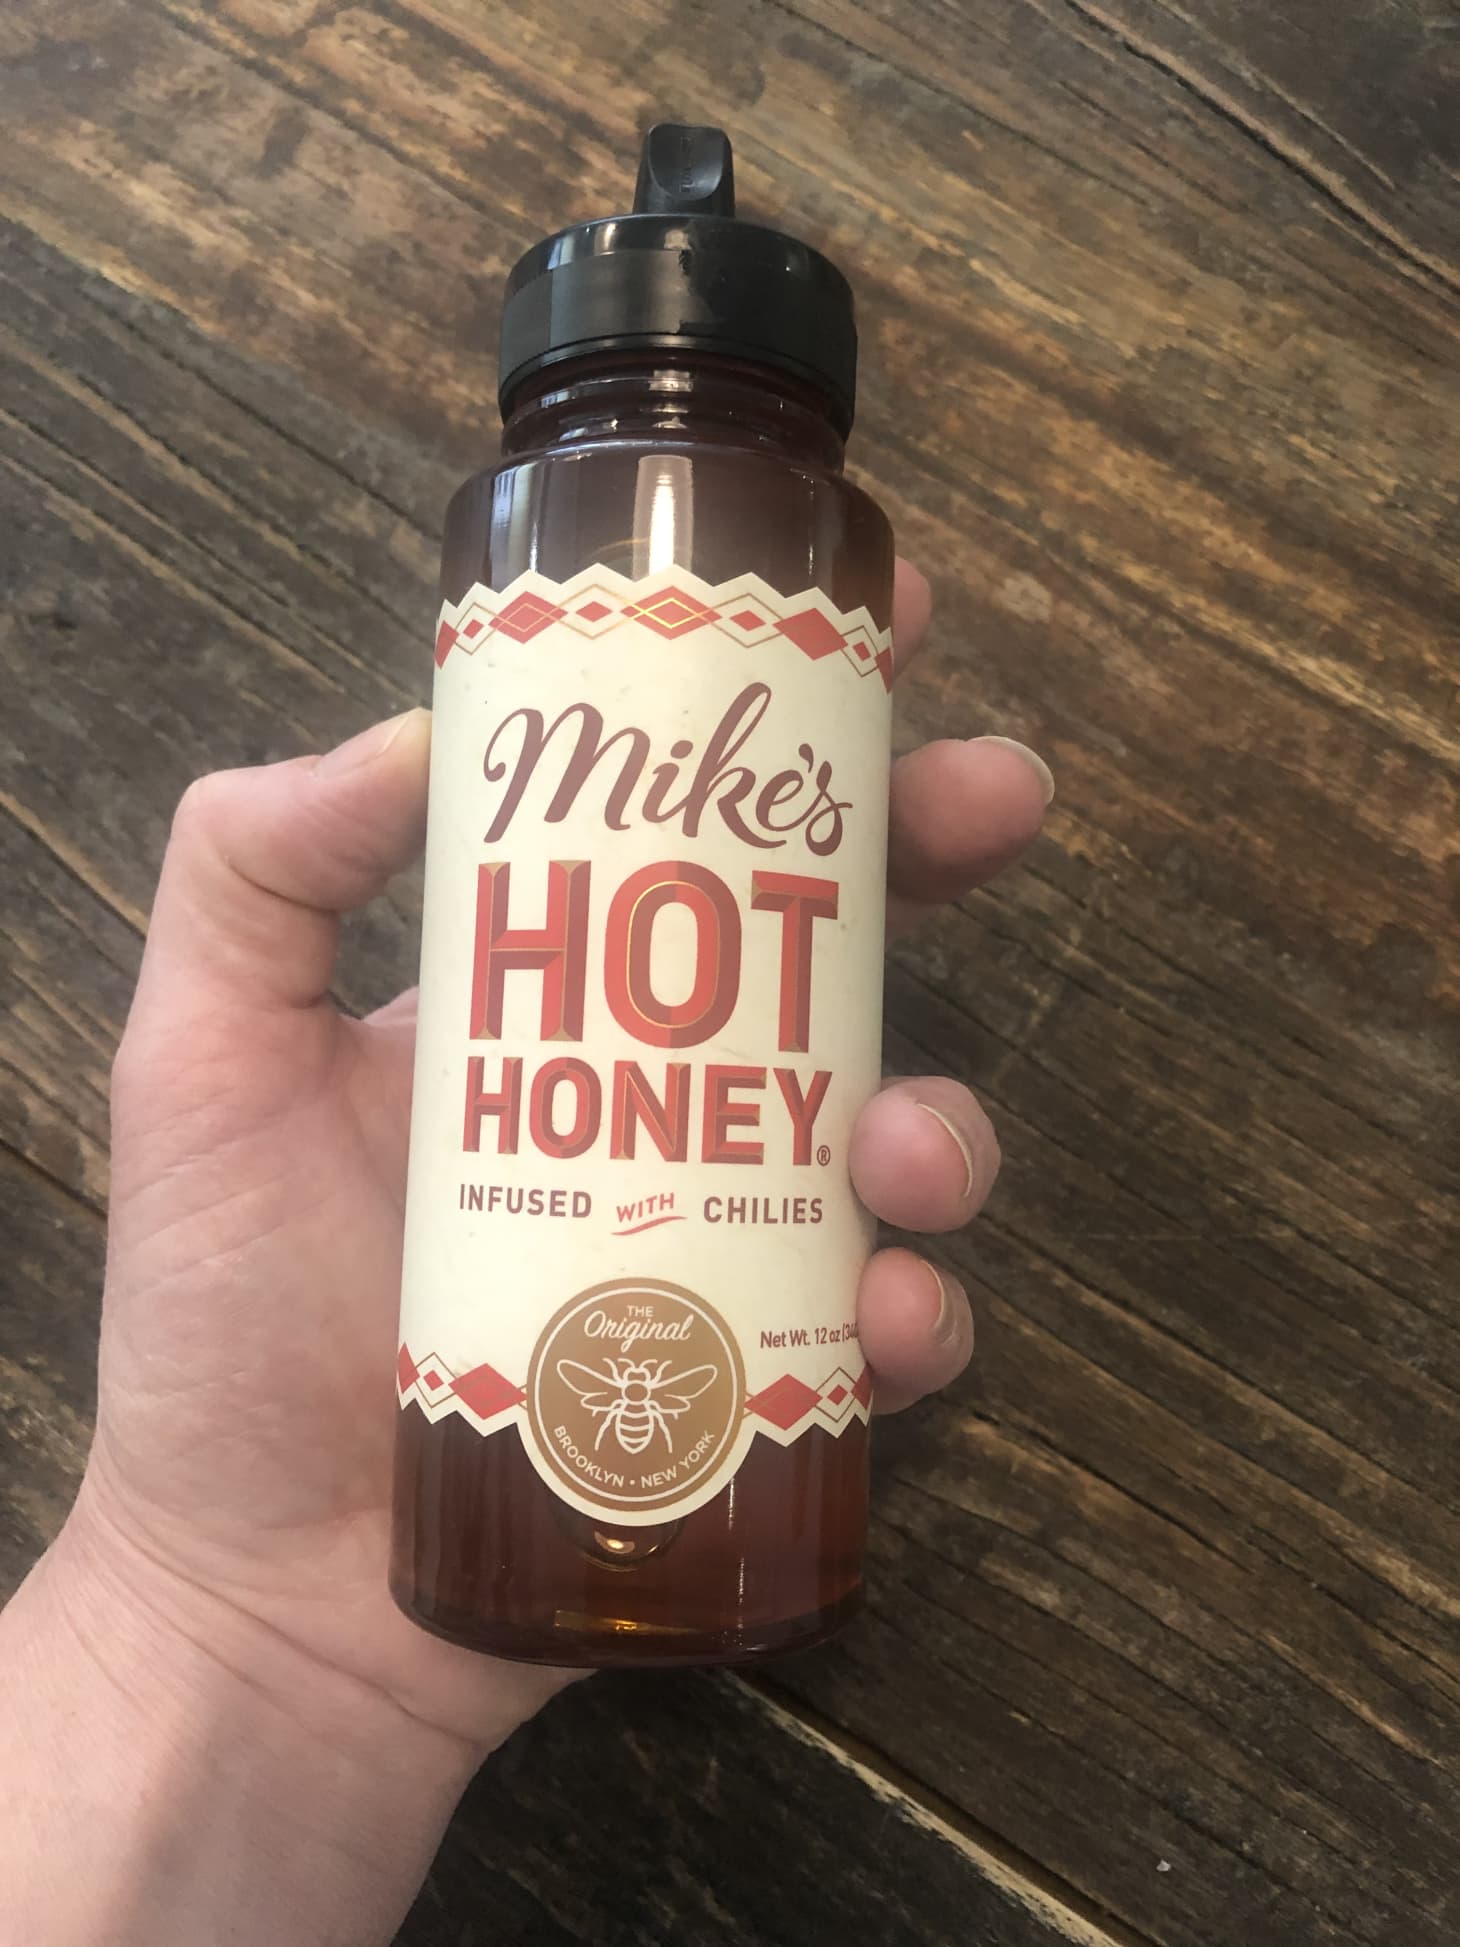 Mike's
HOT
HONEY®
INFUSED WITH CHILIES
THE
Original
Net Wt. 12 oz
BROOKLYN • NEW YORK